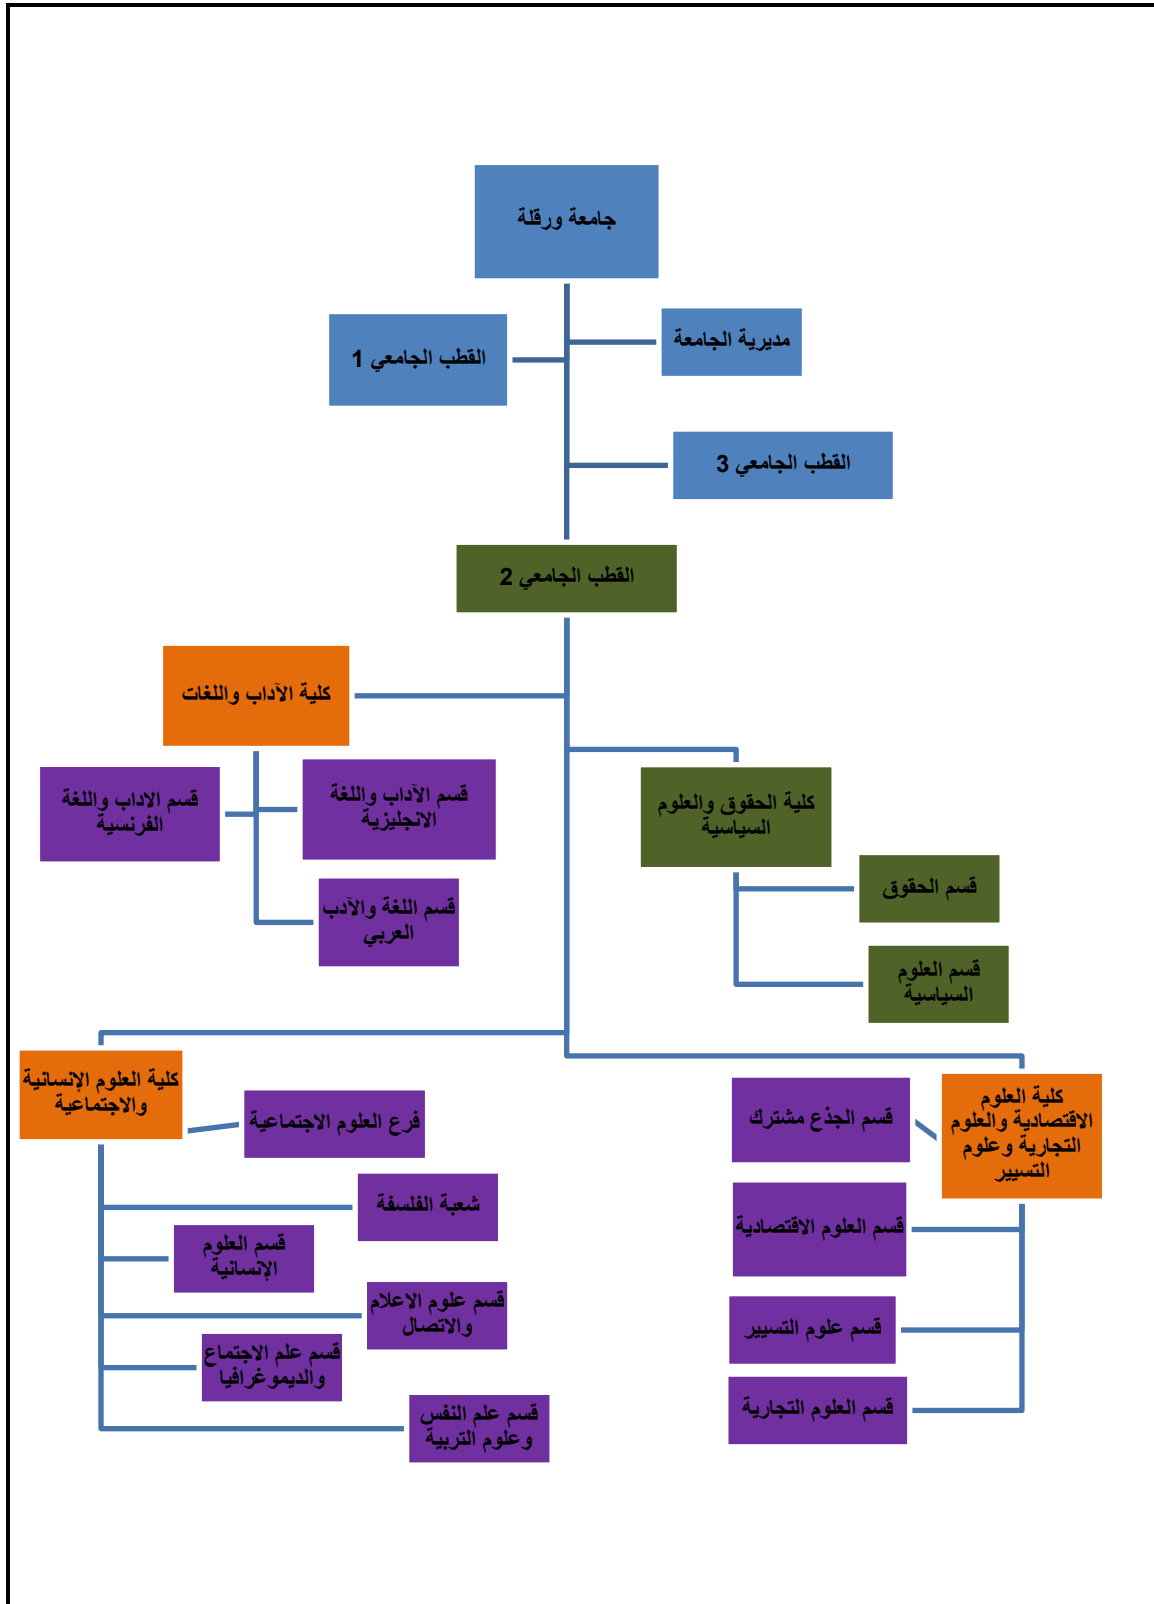 جامعة ورقلة
مديرية الجامعة
القطب الجامعي 1
القطب الجامعي 3
القطب الجامعي 2
كلية الآداب واللغات
قسم الآداب واللغة
الانجليزية
قسم الاداب واللغة
الفرنسية
قسم اللغة والآدب
العربي
كلية الحقوق والعلوم
السياسية
قسم الحقوق
قسم العلوم
السياسية
كلية العلوم
الاقتصادية والعلوم
التجارية وعلوم
التسيير
قسم الجذع مشترك
قسم العلوم الاقتصادية
قسم علوم التسيير
قسم العلوم التجارية
كلية العلوم الإنسانية
والاجتماعية
فرع العلوم الاجتماعية
شعبة الفلسفة
قسم العلوم
الإنسانية
قسم علوم الاعلام
والاتصال
قسم علم الاجتماع
والديموغرافيا
قسم علم النفس
وعلوم التربية